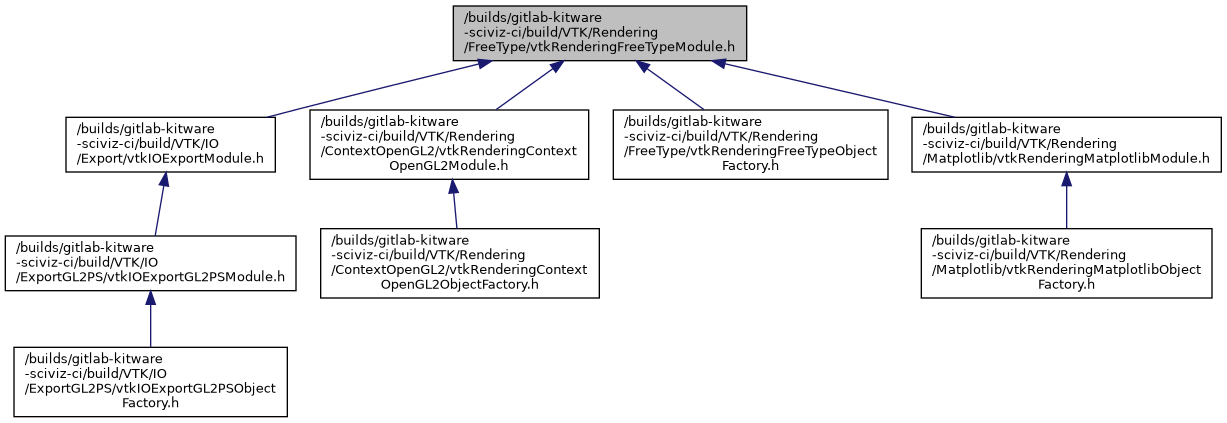 /builds/gitlab-kitware
-sciviz-ci/build/VTK/Rendering
/FreeType/vtkRenderingFreeTypeModule.h
/builds/gitlab-kitware
-sciviz-ci/build/VTK/IO
/Export/vtkIOExportModule.h
/builds/gitlab-kitware
-sciviz-ci/build/VTK/Rendering
/ContextOpenGL2/vtkRenderingContext
OpenGL2Module.h
/builds/gitlab-kitware
-sciviz-ci/build/VTK/Rendering
/FreeType/vtkRenderingFreeTypeObject
Factory.h
/builds/gitlab-kitware
-sciviz-ci/build/VTK/Rendering
/Matplotlib/vtkRenderingMatplotlibModule.h
/builds/gitlab-kitware
-sciviz-ci/build/VTK/IO
/ExportGL2PS/vtkIOExportGL2PSModule.h
/builds/gitlab-kitware
-sciviz-ci/build/VTK/Rendering
/ContextOpenGL2/vtkRenderingContext
OpenGL2ObjectFactory.h
/builds/gitlab-kitware
-sciviz-ci/build/VTK/Rendering
/Matplotlib/vtkRenderingMatplotlibObject
Factory.h
/builds/gitlab-kitware
-sciviz-ci/build/VTK/IO
/ExportGL2PS/vtkIOExportGL2PSObject
Factory.h